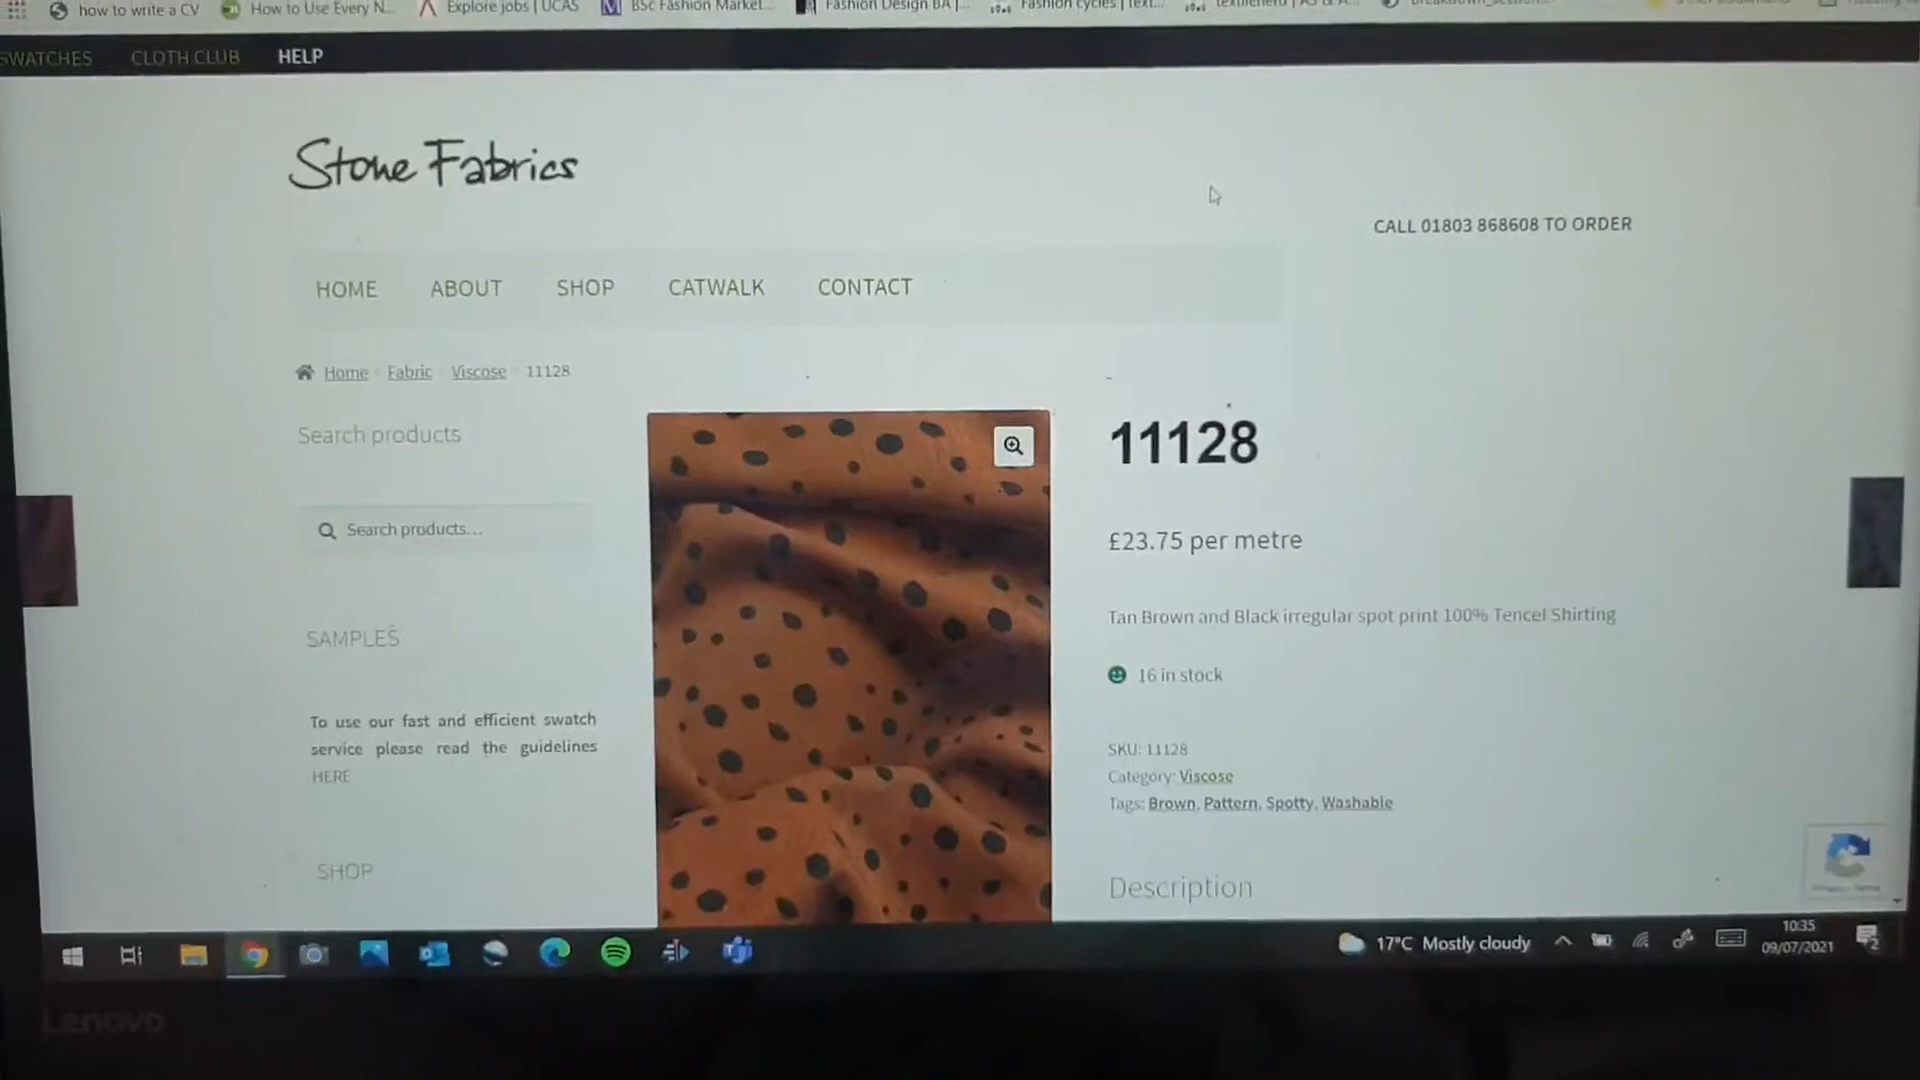 how to write a CV
How to Use Every N...
Explore jobs | UCAS
BSc Fashion Market...
Fashion Design BA |...
Fashion cycles | text...
SWATCHES
CLOTH CLUB
HELP
Stone Fabrics
CALL 01803 868608 TO ORDER
HOME
ABOUT
SHOP
CATWALK
CONTACT
Home
Fabric
Viscose
11128
Search products
Search products...
SAMPLES
To use our fast and efficient swatch
service please read the guidelines
HERE
SHOP
11128
£23.75 per metre
Tan Brown and Black irregular spot print 100% Tencel Shirting
16 in stock
SKU: 11128
Category: Viscose
Tags: Brown, Pattern, Spotty, Washable
Description
17°C Mostly cloudy
10:35
09/07/2021
2
Lenovo